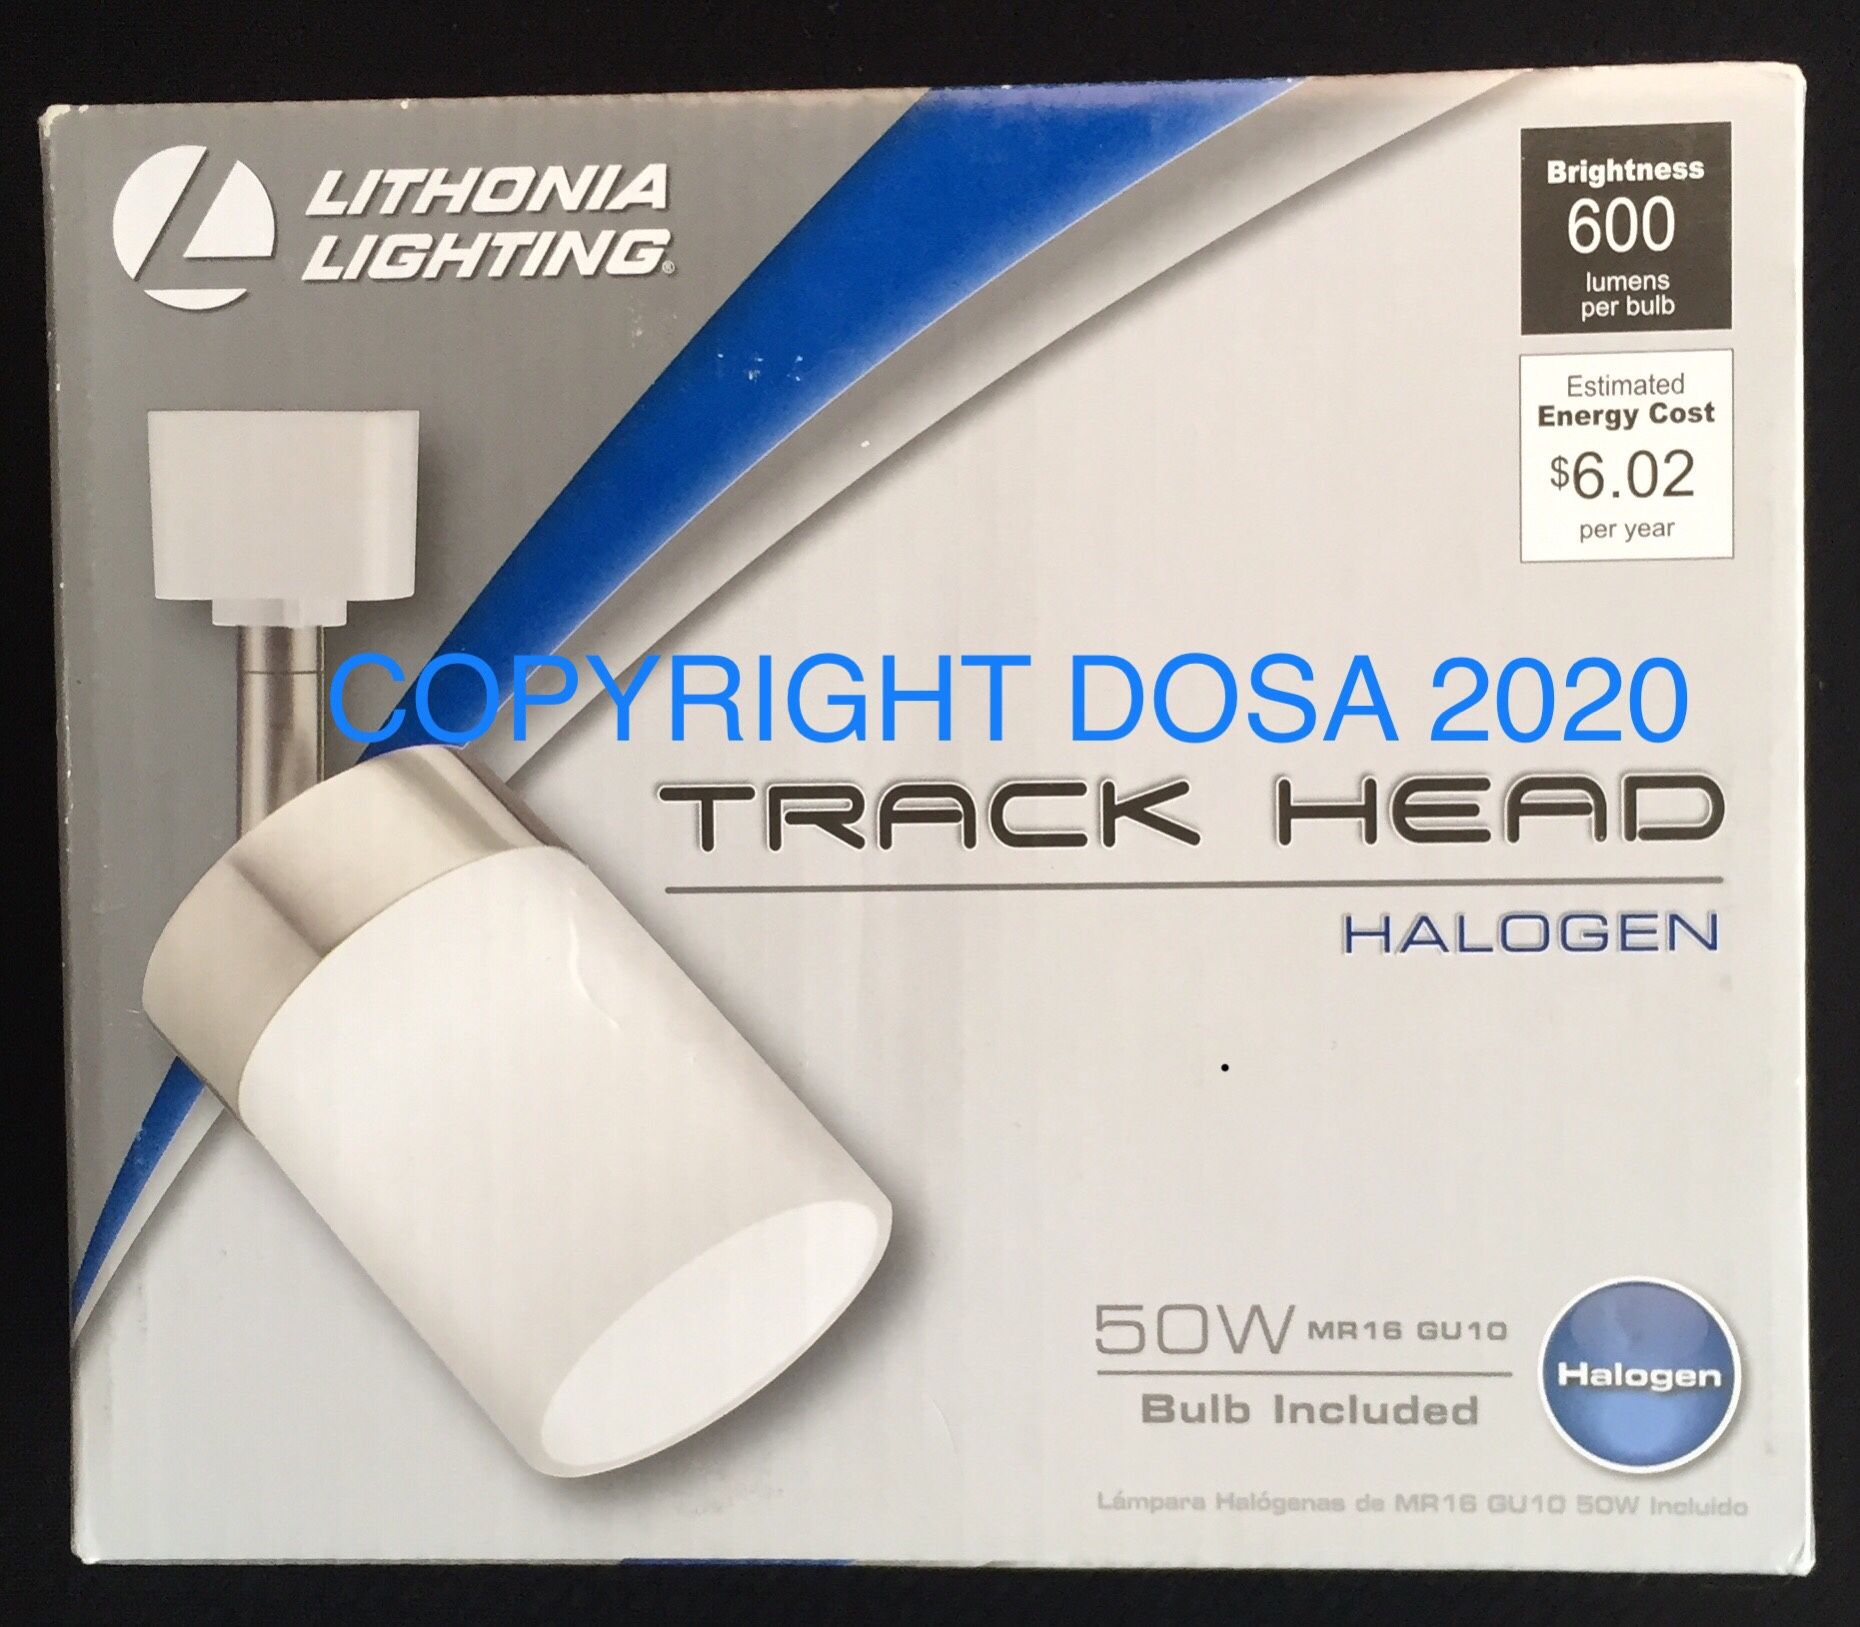 LITHONIA
LIGHTING®
Brightness
600
lumens
per bulb
Estimated
Energy Cost
$6.02
per year
COPYRIGHT DOSA 2020
TRACK HEAD
HALOGEN
50W MR16 GU10
Bulb Included
Halogen
Lámpara Halógenas de MR16 GU10 50W Incluido